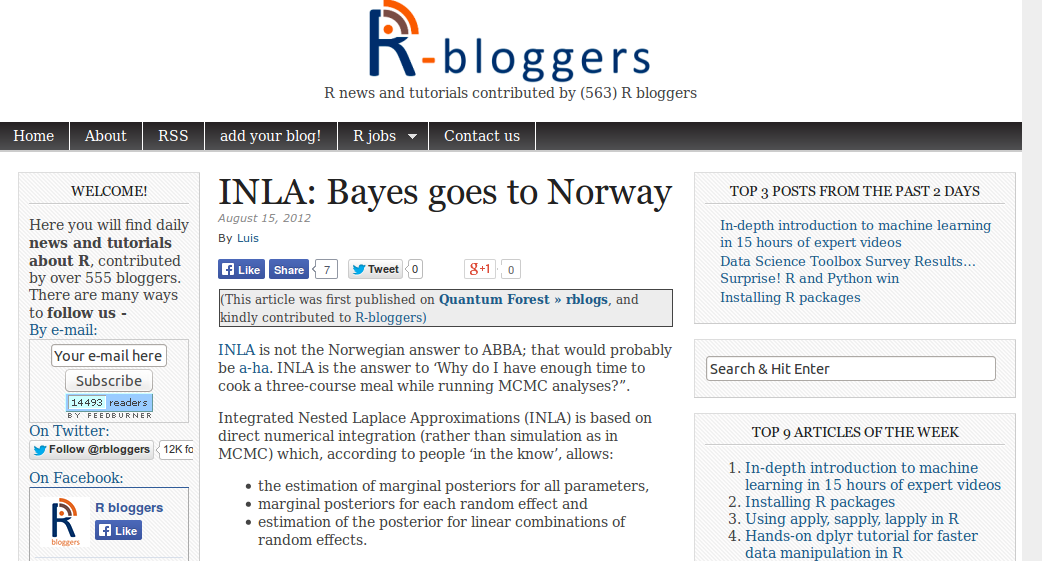 R-bloggers
R news and tutorials contributed by (563) R bloggers
Home About RSS add your blog! R jobs Contact us
WELCOME!
Here you will find daily
news and tutorials
about R, contributed
by over 555 bloggers.
There are many ways
to follow us -
By e-mail:
Your e-mail here
Subscribe
14493 readers
BY FEEDBURNER
On Twitter:
Follow @rbloggers 12K fo
On Facebook:
R bloggers
Like
bloggers
INLA: Bayes goes to Norway
August 15, 2012
By Luis
Like Share 7 Tweet 0 g+1 0
(This article was first published on Quantum Forest » rblogs, and
kindly contributed to R-bloggers)
INLA is not the Norwegian answer to ABBA; that would probably
be a-ha. INLA is the answer to ‘Why do I have enough time to
cook a three-course meal while running MCMC analyses?”.
Integrated Nested Laplace Approximations (INLA) is based on
direct numerical integration (rather than simulation as in
MCMC) which, according to people ‘in the know’, allows:
• the estimation of marginal posteriors for all parameters,
• marginal posteriors for each random effect and
• estimation of the posterior for linear combinations of
random effects.
TOP 3 POSTS FROM THE PAST 2 DAYS
In-depth introduction to machine learning
in 15 hours of expert videos
Data Science Toolbox Survey Results…
Surprise! R and Python win
Installing R packages
Search & Hit Enter
TOP 9 ARTICLES OF THE WEEK
1. In-depth introduction to machine
learning in 15 hours of expert videos
2. Installing R packages
3. Using apply, sapply, lapply in R
4. Hands-on dplyr tutorial for faster
data manipulation in R